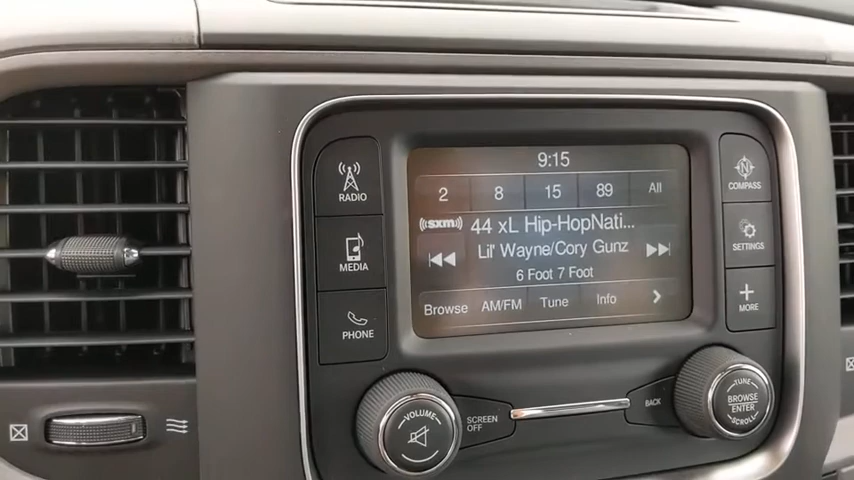 9:15
RADIO
MEDIA
PHONE
2 8 15 89 All
((sxm)) 44 xL Hip-HopNati...
Lil' Wayne/Cory Gunz
6 Foot 7 Foot
Browse AM/FM Tune Info
N
COMPASS
SETTINGS
MORE
VOLUME
SCREEN
OFF
BACK
TUNE
BROWSE
ENTER
SCROLL